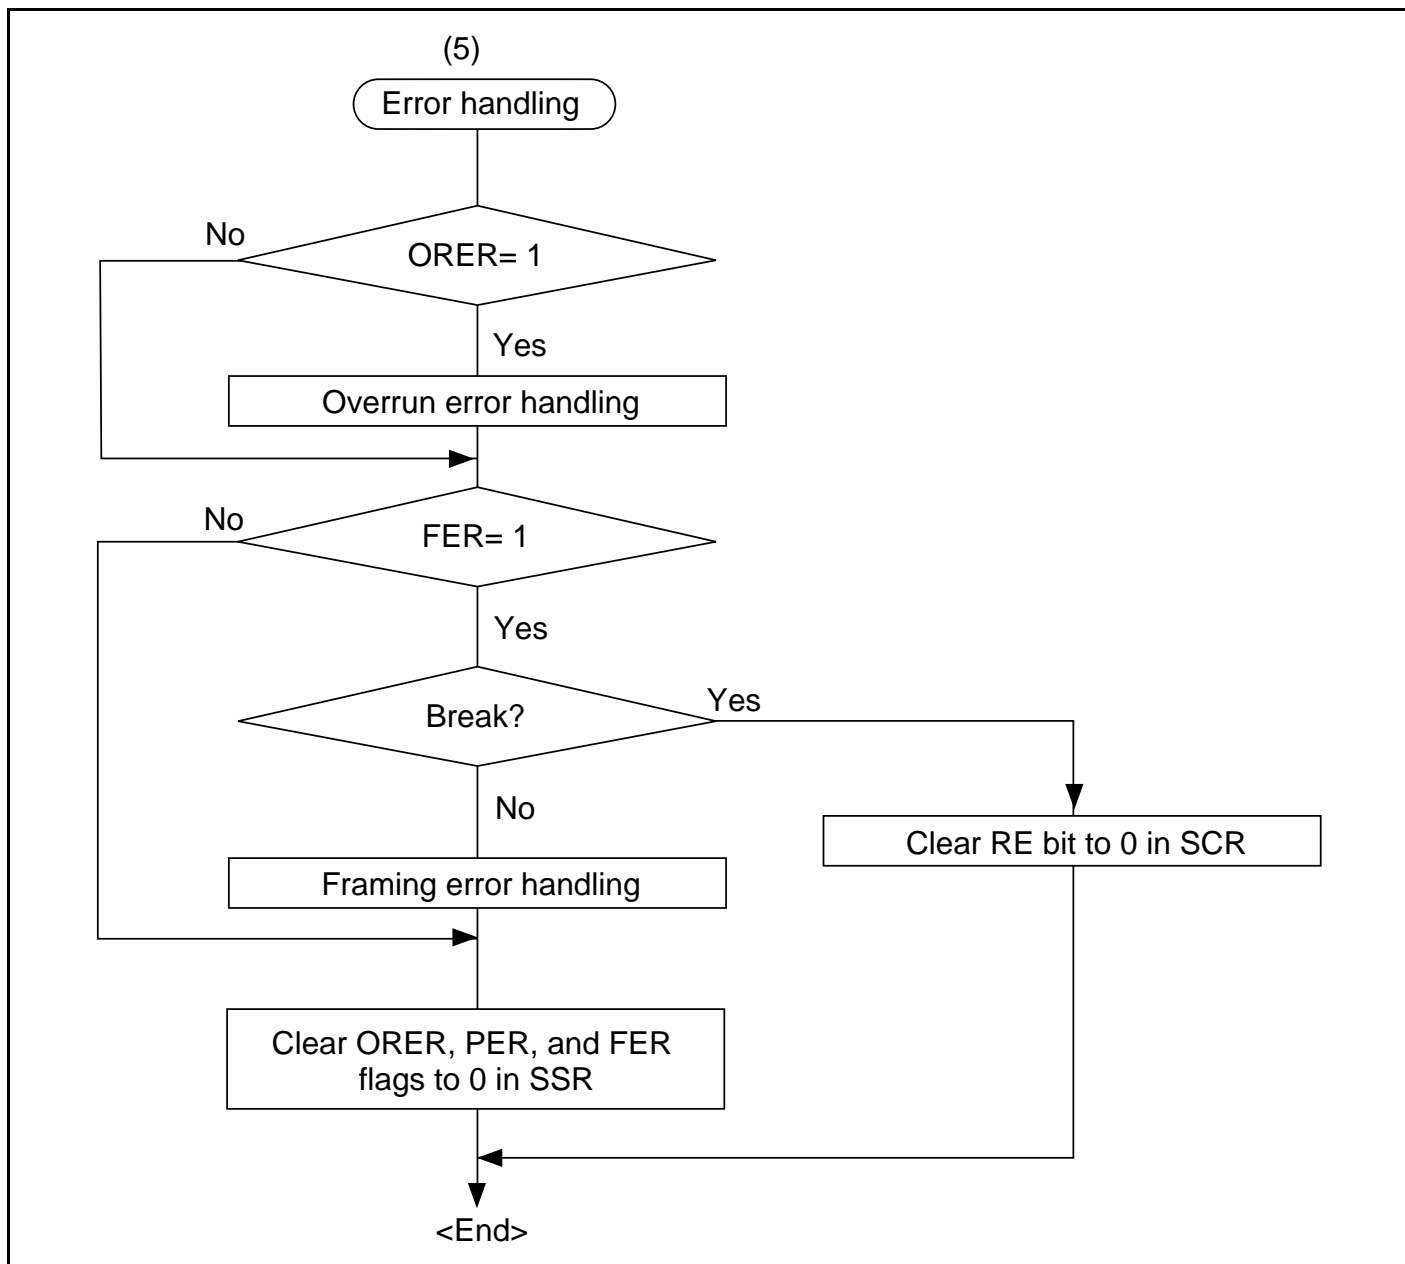 (5)
Error handling
No
ORER= 1
Yes
Overrun error handling
No
FER= 1
Yes
Break?
Yes
No
Clear RE bit to 0 in SCR
Framing error handling
Clear ORER, PER, and FER
flags to 0 in SSR
<End>